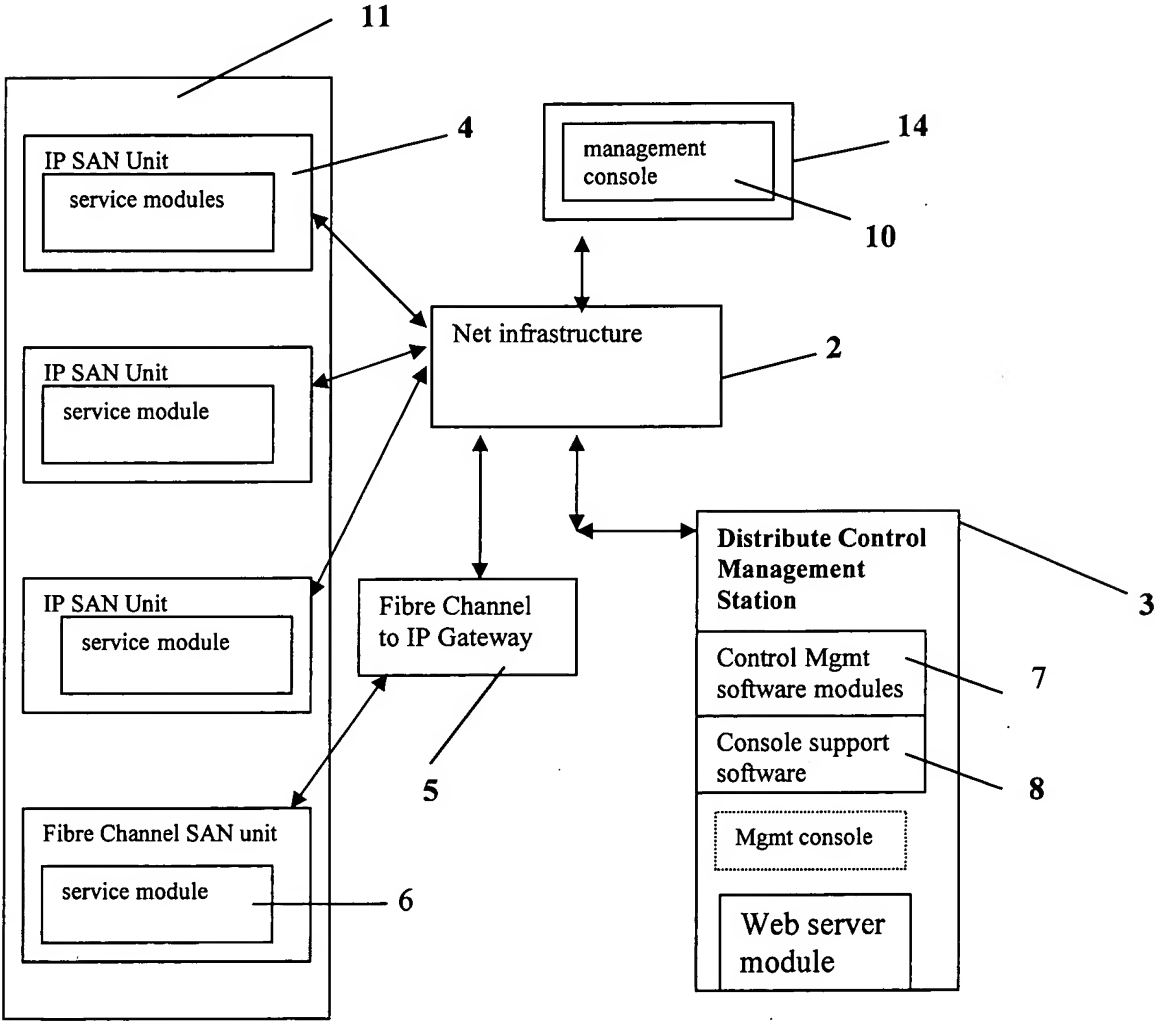 11
IP SAN Unit
service modules
4
management
console
14
10
Net infrastructure
2
IP SAN Unit
service module
IP SAN Unit
service module
Fibre Channel
to IP Gateway
5
Fibre Channel SAN unit
service module
6
Distribute Control
Management
Station
3
Control Mgmt
software modules
7
Console support
software
8
Mgmt console
Web server
module